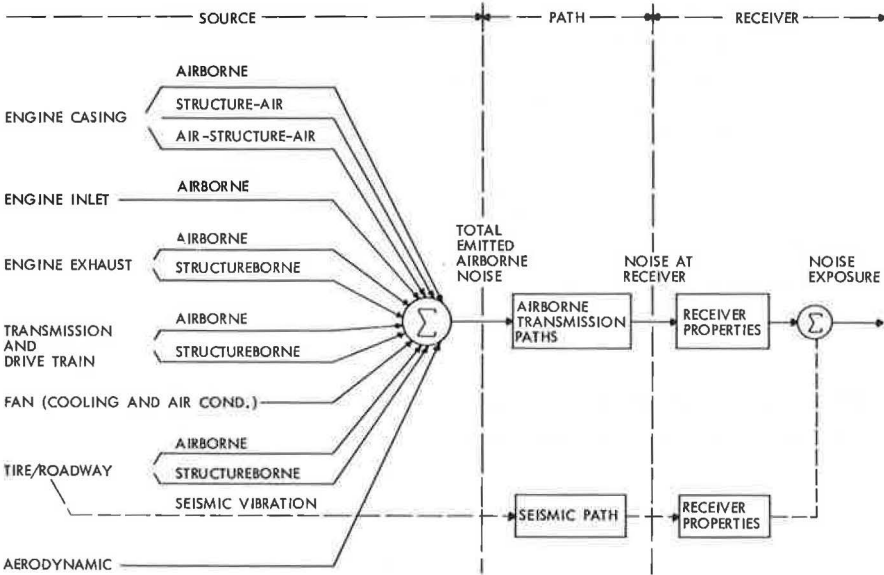 SOURCE
PATH
RECEIVER
ENGINE CASING
AIRBORNE
STRUCTURE-AIR
AIR-STRUCTURE-AIR
ENGINE INLET
AIRBORNE
ENGINE EXHAUST
AIRBORNE
STRUCTUREBORNE
TRANSMISSION
AND
DRIVE TRAIN
AIRBORNE
STRUCTUREBORNE
FAN (COOLING AND AIR COND.)
TIRE/ROADWAY
AIRBORNE
STRUCTUREBORNE
SEISMIC VIBRATION
AERODYNAMIC
Σ
TOTAL
EMITTED
AIRBORNE
NOISE
AIRBORNE
TRANSMISSION
PATHS
NOISE AT
RECEIVER
RECEIVER
PROPERTIES
Σ
NOISE
EXPOSURE
SEISMIC PATH
RECEIVER
PROPERTIES